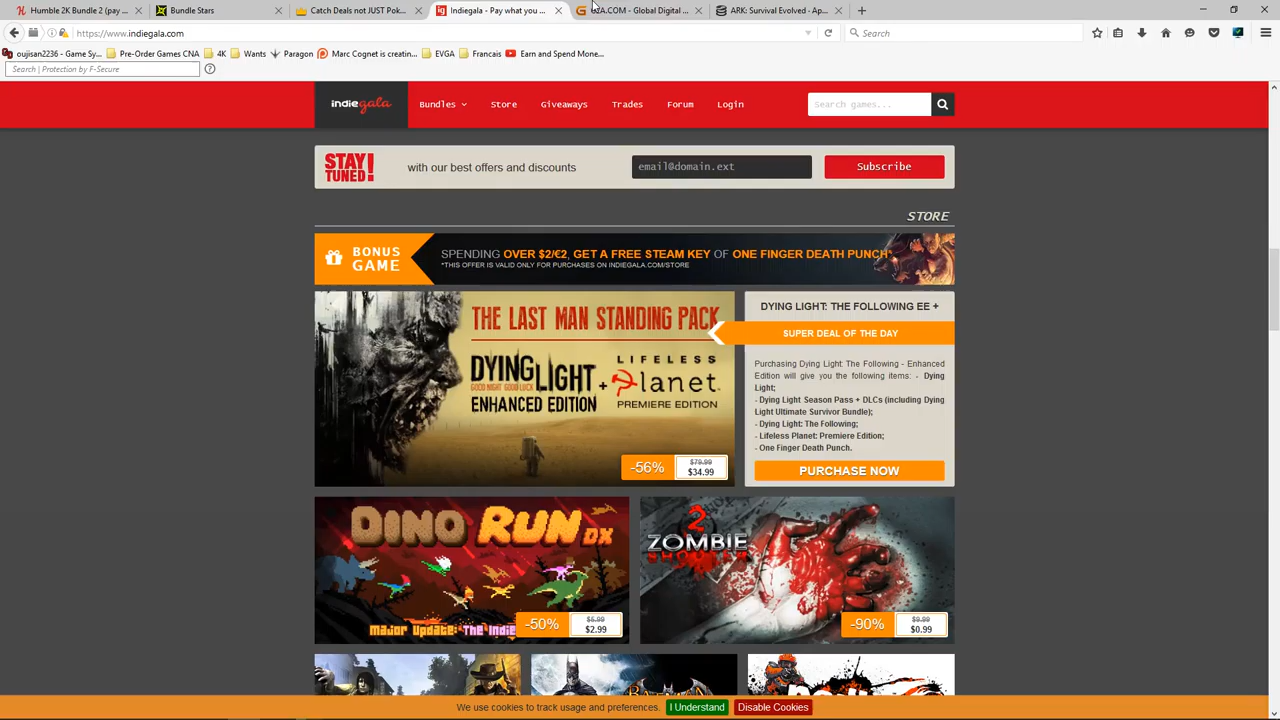 Humble 2K Bundle 2 (pay
Bundle Stars
Catch Deals not JUST Pok...
Indiegala - Pay what you ...
.COM - Global Digital ...
ARK: Survival Evolved - Ap...
https://www.indiegala.com
Search
oujisan2236 - Game Sy...
Pre-Order Games CNA
4K
Wants
Paragon
Marc Cognet is creatin...
EVGA
Francais
Earn and Spend Mone...
Search | Protection by F-Secure
indiegala
Bundles
Store
Giveaways
Trades
Forum
Login
Search games...
STAY TUNED!
with our best offers and discounts
email@domain.ext
Subscribe
STORE
BONUS GAME
SPENDING OVER $2/€2, GET A FREE STEAM KEY OF ONE FINGER DEATH PUNCH*
*THIS OFFER IS VALID ONLY FOR PURCHASES ON INDIEGALA.COM/STORE
THE LAST MAN STANDING PACK
DYING LIGHT
GOOD NIGHT GOOD LUCK
ENHANCED EDITION
+
LIFELESS
Planet
PREMIERE EDITION
-56%
$79.99
$34.99
DYING LIGHT: THE FOLLOWING EE +
SUPER DEAL OF THE DAY
Purchasing Dying Light: The Following - Enhanced
Edition will give you the following items: - Dying
Light;
- Dying Light Season Pass + DLCs (including Dying
Light Ultimate Survivor Bundle);
- Dying Light: The Following;
- Lifeless Planet: Premiere Edition;
- One Finger Death Punch.
PURCHASE NOW
DINO RUN DX
Major Update: The Indie
-50%
$5.99
$2.99
2
ZOMBIE
-90%
$9.99
$0.99
BATMAN
We use cookies to track usage and preferences.
I Understand
Disable Cookies